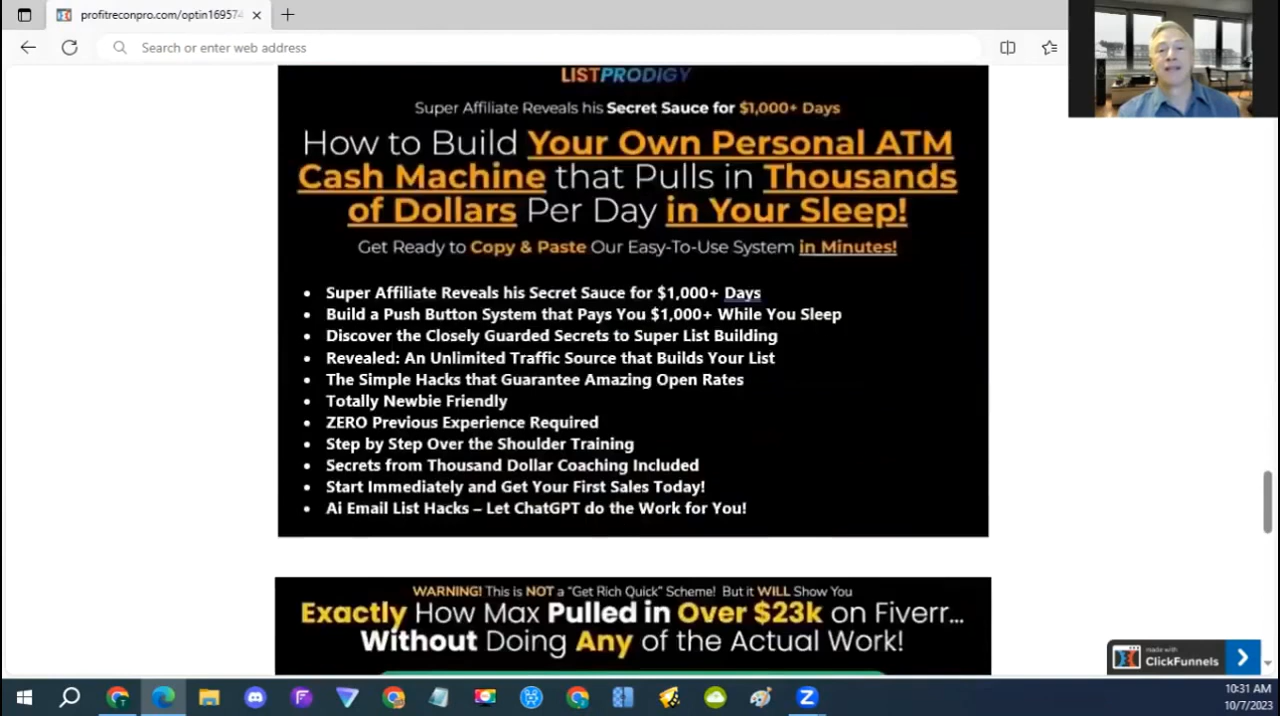 profitreconpro.com/optin169574
Search or enter web address
LISTPRODIGY
Super Affiliate Reveals his Secret Sauce for $1,000+ Days
How to Build Your Own Personal ATM
Cash Machine that Pulls in Thousands
of Dollars Per Day in Your Sleep!
Get Ready to Copy & Paste Our Easy-To-Use System in Minutes!
• Super Affiliate Reveals his Secret Sauce for $1,000+ Days
• Build a Push Button System that Pays You $1,000+ While You Sleep
• Discover the Closely Guarded Secrets to Super List Building
• Revealed: An Unlimited Traffic Source that Builds Your List
• The Simple Hacks that Guarantee Amazing Open Rates
• Totally Newbie Friendly
• ZERO Previous Experience Required
• Step by Step Over the Shoulder Training
• Secrets from Thousand Dollar Coaching Included
• Start Immediately and Get Your First Sales Today!
• Ai Email List Hacks – Let ChatGPT do the Work for You!
WARNING! This is NOT a "Get Rich Quick" Scheme! But it WILL Show You
Exactly How Max Pulled in Over $23k on Fiverr...
Without Doing Any of the Actual Work!
made with
ClickFunnels
10:31 AM
10/7/2023